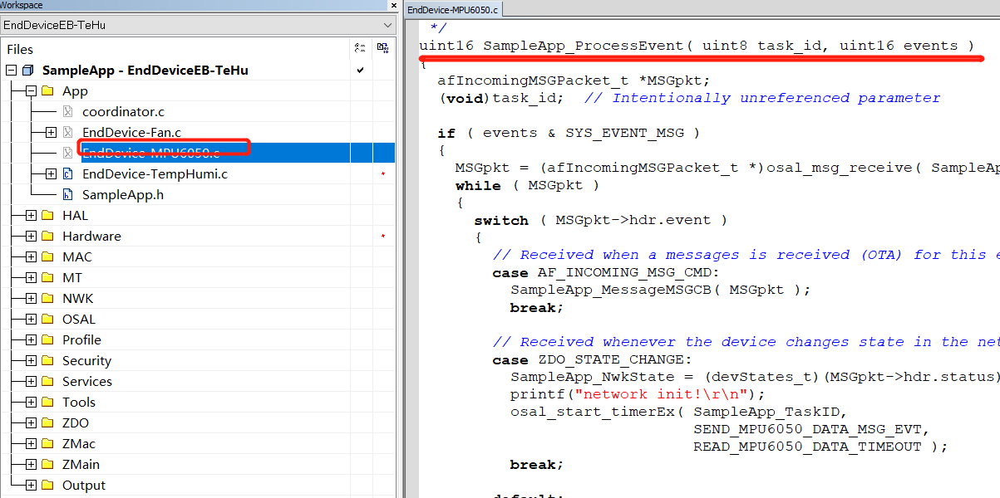 Workspace
EndDeviceEB-TeHu
Files
SampleApp - EndDeviceEB-TeHu
App
coordinator.c
EndDevice-Fan.c
EndDevice-MPU6050.c
EndDevice-TempHumi.c
SampleApp.h
HAL
Hardware
MAC
MT
NWK
OSAL
Profile
Security
Services
Tools
ZDO
ZMac
ZMain
Output
EndDevice-MPU6050.c
*/
uint16 SampleApp_ProcessEvent( uint8 task_id, uint16 events )
{
afIncomingMSGPacket_t *MSGpkt;
(void)task_id; // Intentionally unreferenced parameter
if ( events & SYS_EVENT_MSG )
{
MSGpkt = (afIncomingMSGPacket_t *)osal_msg_receive( SampleAp
while ( MSGpkt )
{
switch ( MSGpkt->hdr.event )
{
// Received when a messages is received (OTA) for this e
case AF_INCOMING_MSG_CMD:
SampleApp_MessageMSGCB( MSGpkt );
break;
// Received whenever the device changes state in the net
case ZDO_STATE_CHANGE:
SampleApp_NwkState = (devStates_t)(MSGpkt->hdr.status)
printf("network init!\r\n");
osal_start_timerEx( SampleApp_TaskID,
SEND_MPU6050_DATA_MSG_EVT,
READ_MPU6050_DATA_TIMEOUT );
break;
default: